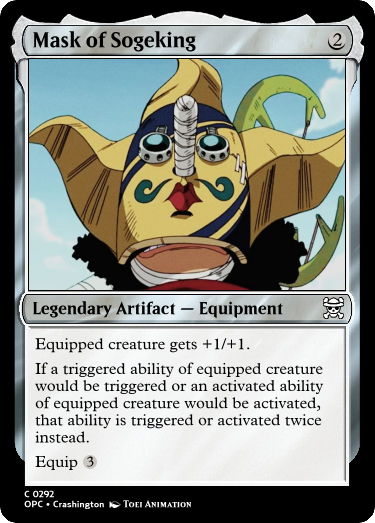 Mask of Sogeking 2
Legendary Artifact — Equipment
Equipped creature gets +1/+1.
If a triggered ability of equipped creature
would be triggered or an activated ability
of equipped creature would be activated,
that ability is triggered or activated twice
instead.
Equip 3
C 0292
OPC • Crashington Toei Animation